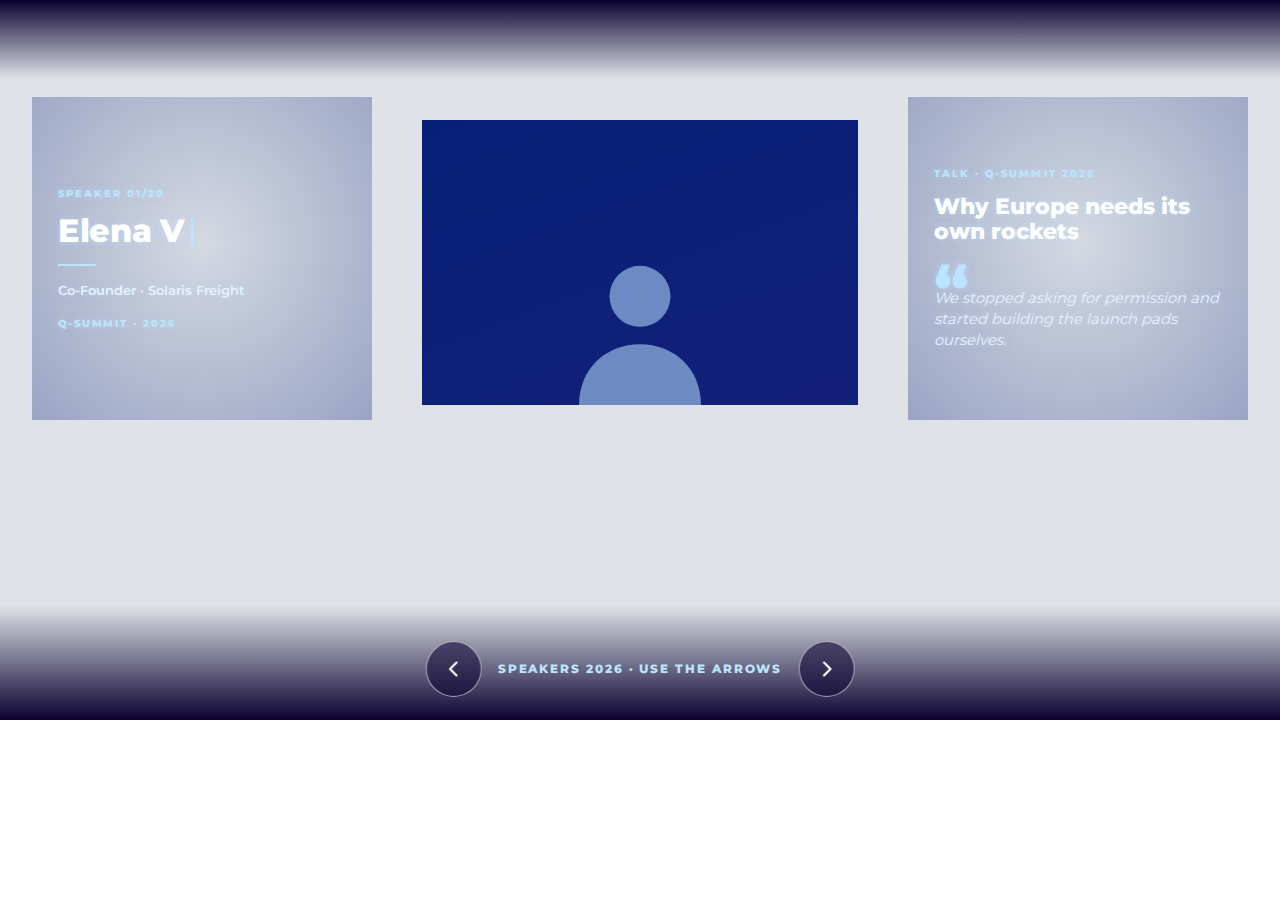 SPEAKER 01/20
Elena V
Co-Founder · Solaris Freight
Q-SUMMIT · 2026
TALK · Q-SUMMIT 2026
Why Europe needs its
own rockets
“
We stopped asking for permission and
started building the launch pads
ourselves.
SPEAKERS 2026 · USE THE ARROWS